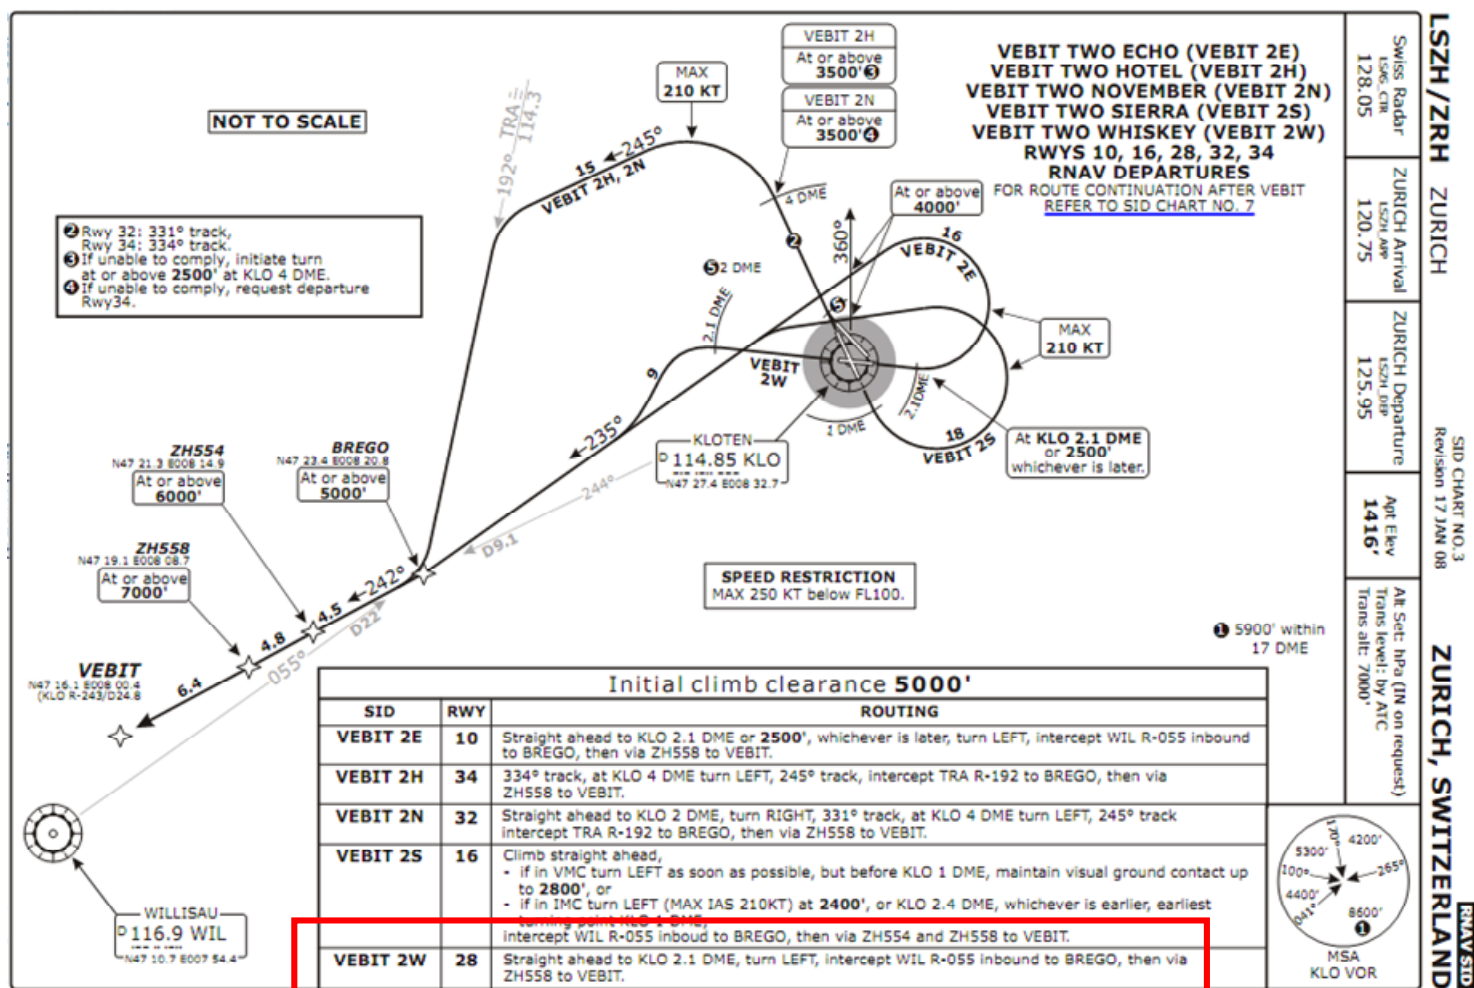 VEBIT 2H
At or above
3500'❸
VEBIT 2N
At or above
3500'❹
MAX
210 KT
NOT TO SCALE
VEBIT TWO ECHO (VEBIT 2E)
VEBIT TWO HOTEL (VEBIT 2H)
VEBIT TWO NOVEMBER (VEBIT 2N)
VEBIT TWO SIERRA (VEBIT 2S)
VEBIT TWO WHISKEY (VEBIT 2W)
RWYS 10, 16, 28, 32, 34
RNAV DEPARTURES
FOR ROUTE CONTINUATION AFTER VEBIT
REFER TO SID CHART NO. 7
192° TRA
114.3
245°
15
VEBIT 2H, 2N
4 DME
❷ Rwy 32: 331° track,
Rwy 34: 334° track.
❸ If unable to comply, initiate turn
at or above 2500' at KLO 4 DME.
❹ If unable to comply, request departure
Rwy34.
At or above
4000'
❷
360°
16
VEBIT 2E
❺2 DME
❺
2.1 DME
MAX
210 KT
VEBIT
2W
9
2.1DME
1 DME
18
VEBIT 2S
At KLO 2.1 DME
or 2500'
whichever is later.
235°
KLOTEN
D 114.85 KLO
N47 27.4 E008 32.7
244°
D9.1
ZH554
N47 21.3 E008 14.9
At or above
6000'
BREGO
N47 23.4 E008 20.8
At or above
5000'
ZH558
N47 19.1 E008 08.7
At or above
7000'
242°
4.5
4.8
6.4
D22
055°
VEBIT
N47 16.1 E008 00.4
(KLO R-243/D24.8
SPEED RESTRICTION
MAX 250 KT below FL100.
❶ 5900' within
17 DME
WILLISAU
D 116.9 WIL
N47 10.7 E007 54.4
Initial climb clearance 5000'
SID RWY ROUTING
VEBIT 2E 10 Straight ahead to KLO 2.1 DME or 2500', whichever is later, turn LEFT, intercept WIL R-055 inbound
to BREGO, then via ZH558 to VEBIT.
VEBIT 2H 34 334° track, at KLO 4 DME turn LEFT, 245° track, intercept TRA R-192 to BREGO, then via
ZH558 to VEBIT.
VEBIT 2N 32 Straight ahead to KLO 2 DME, turn RIGHT, 331° track, at KLO 4 DME turn LEFT, 245° track
intercept TRA R-192 to BREGO, then via ZH558 to VEBIT.
VEBIT 2S 16 Climb straight ahead,
- if in VMC turn LEFT as soon as possible, but before KLO 1 DME, maintain visual ground contact up
to 2800', or
- if in IMC turn LEFT (MAX IAS 210KT) at 2400', or KLO 2.4 DME, whichever is earlier, earliest
turning point KLO 1 DME,
intercept WIL R-055 inboud to BREGO, then via ZH554 and ZH558 to VEBIT.
VEBIT 2W 28 Straight ahead to KLO 2.1 DME, turn LEFT, intercept WIL R-055 inbound to BREGO, then via
ZH558 to VEBIT.
Swiss Radar
LSAS_CTR
128.05
ZURICH Arrival
LSZH_APP
120.75
ZURICH Departure
LSZH_DEP
125.95
Apt Elev
1416'
Alt Set: hPa (IN on request)
Trans level: by ATC
Trans alt: 7000'
170°
4200'
5300'
100°
265°
4400'
041°
8600'
❶
MSA
KLO VOR
LSZH/ZRH ZURICH
SID CHART NO.3
Revision 17 JAN 08
ZURICH, SWITZERLAND
RNAV SID